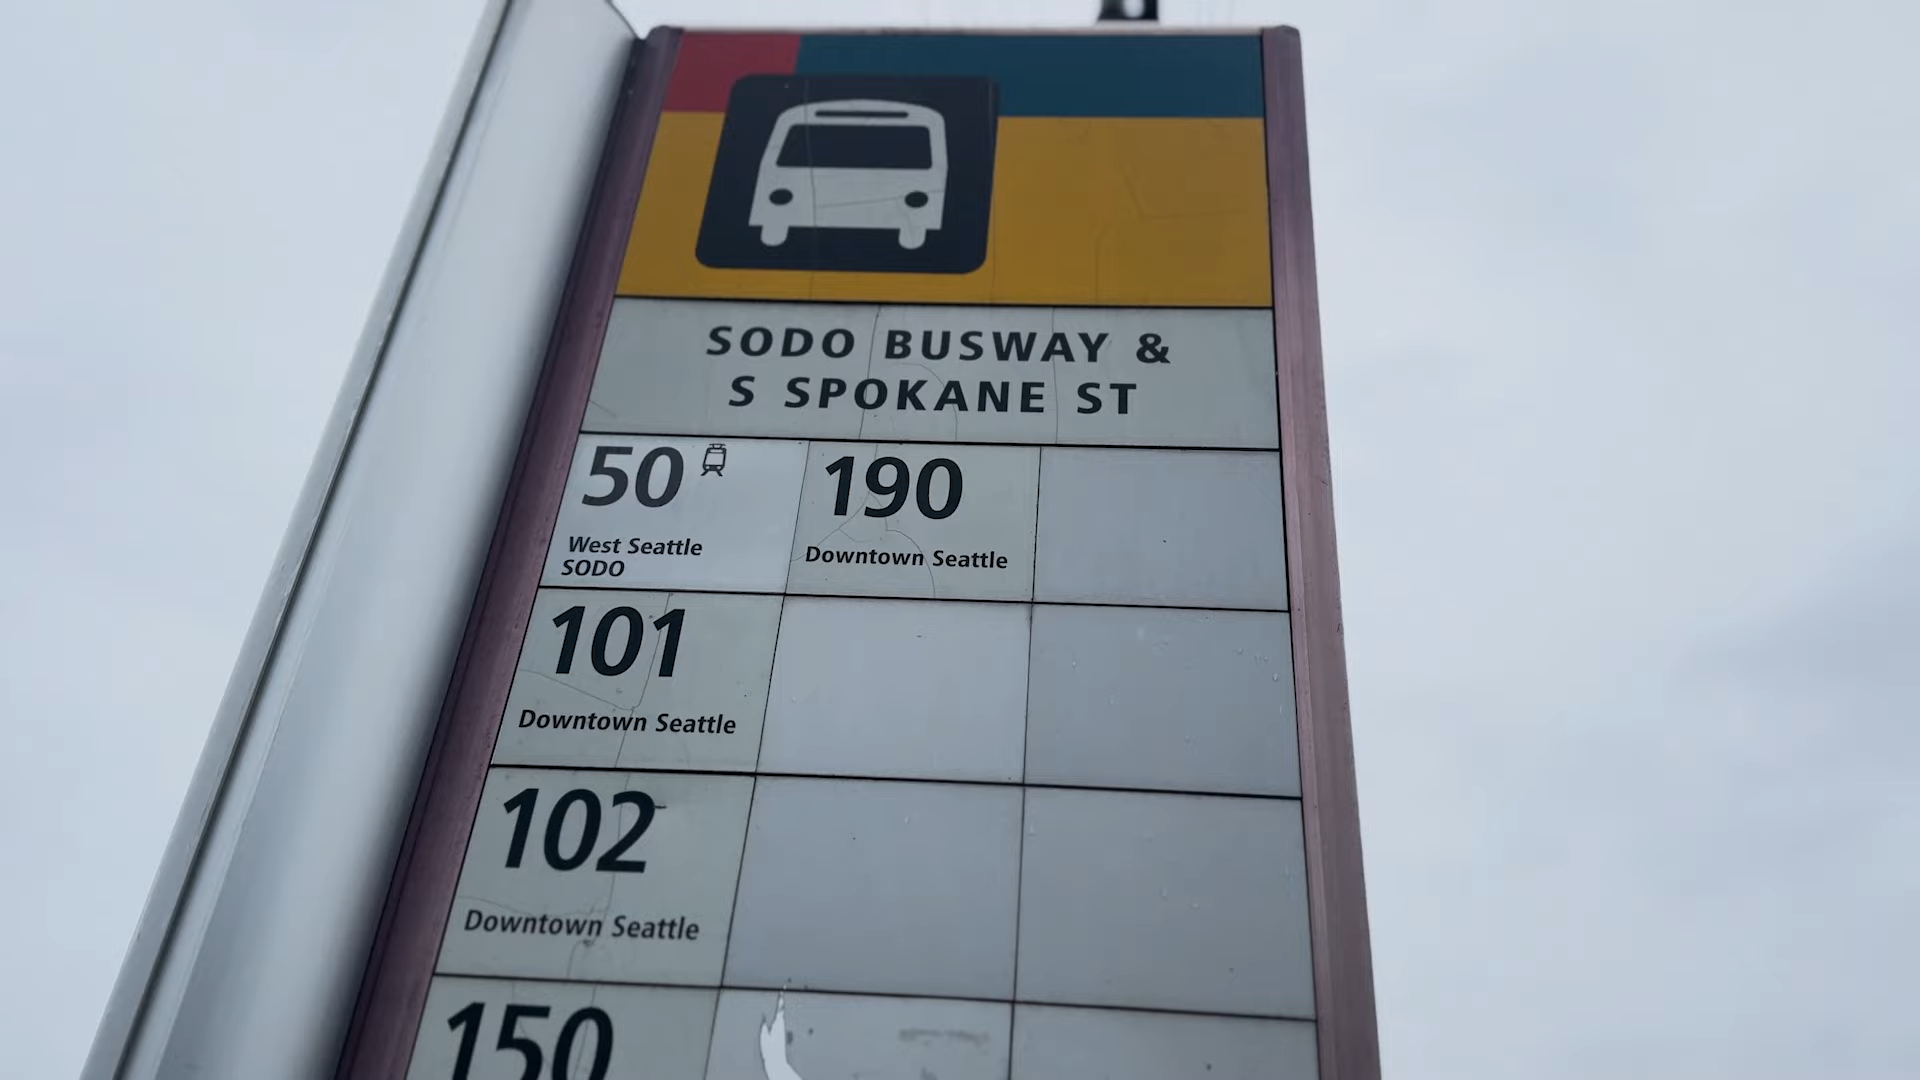 SODO BUSWAY &
S SPOKANE ST
50
West Seattle
SODO
190
Downtown Seattle
101
Downtown Seattle
102
Downtown Seattle
150